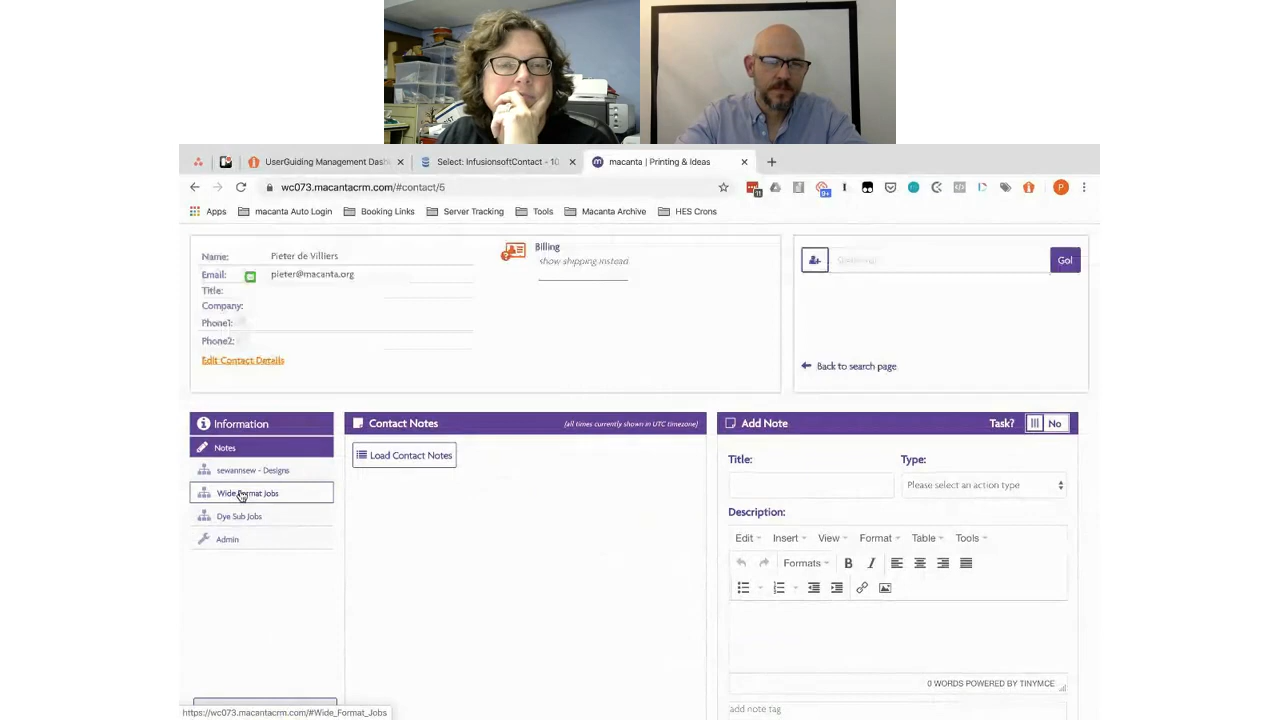 UserGuiding Management Dash
Select: InfusionsoftContact - 10
macanta | Printing & Ideas
wc073.macantacrm.com/#contact/5
Apps
macanta Auto Login
Booking Links
Server Tracking
Tools
Macanta Archive
HES Crons
Name: Pieter de Villiers
Email: pieter@macanta.org
Title:
Company:
Phone1:
Phone2:
Edit Contact Details
Billing
show shipping instead
Go!
Back to search page
Information
Notes
sewannsew - Designs
Wide Format Jobs
Dye Sub Jobs
Admin
Contact Notes (all times currently shown in UTC timezone)
Load Contact Notes
Add Note Task? No
Title: Type:
Please select an action type
Description:
Edit Insert View Format Table Tools
Formats B I
0 WORDS POWERED BY TINYMCE
add note tag
https://wc073.macantacrm.com/#Wide_Format_Jobs